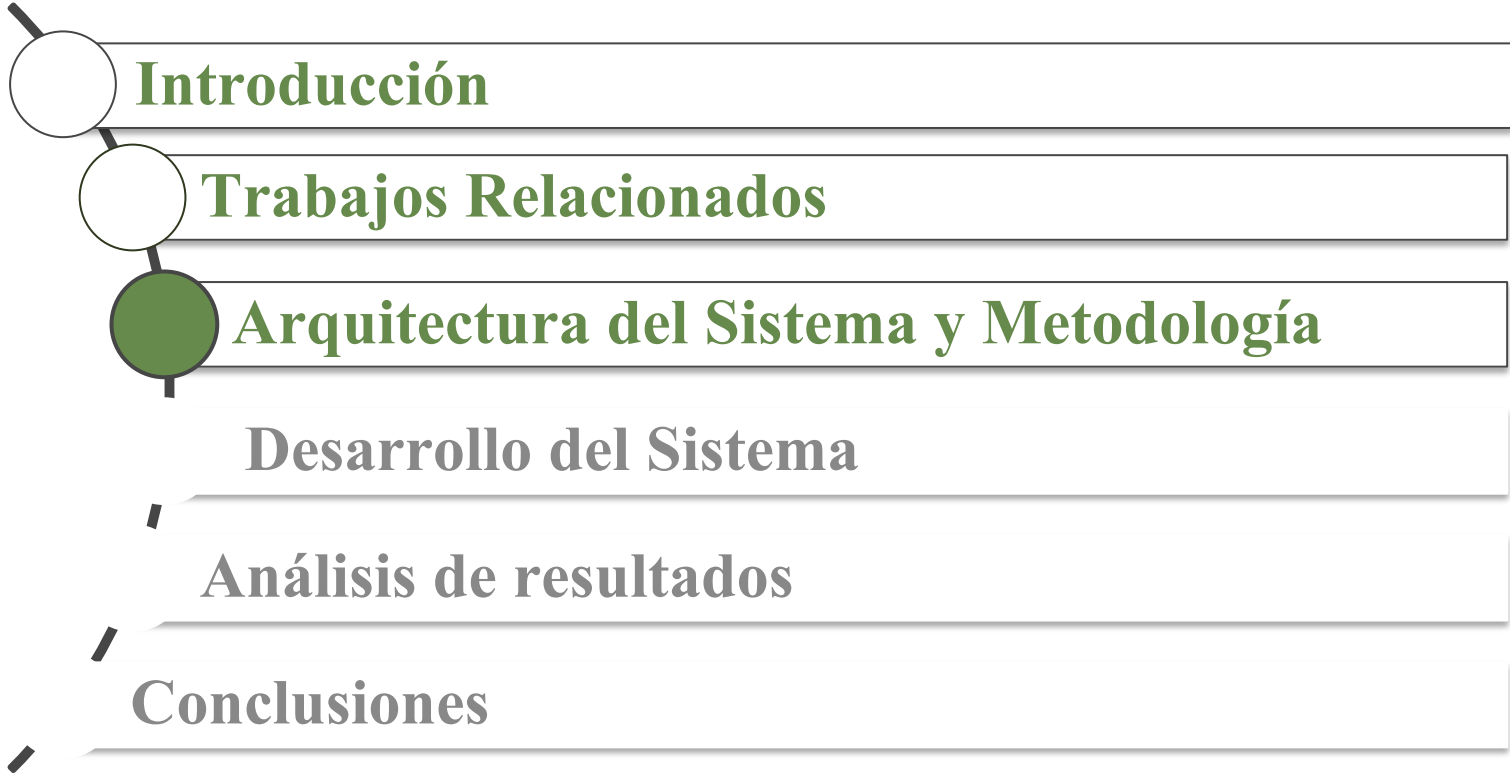 Introducción
Trabajos Relacionados
Arquitectura del Sistema y Metodología
Desarrollo del Sistema
Análisis de resultados
Conclusiones